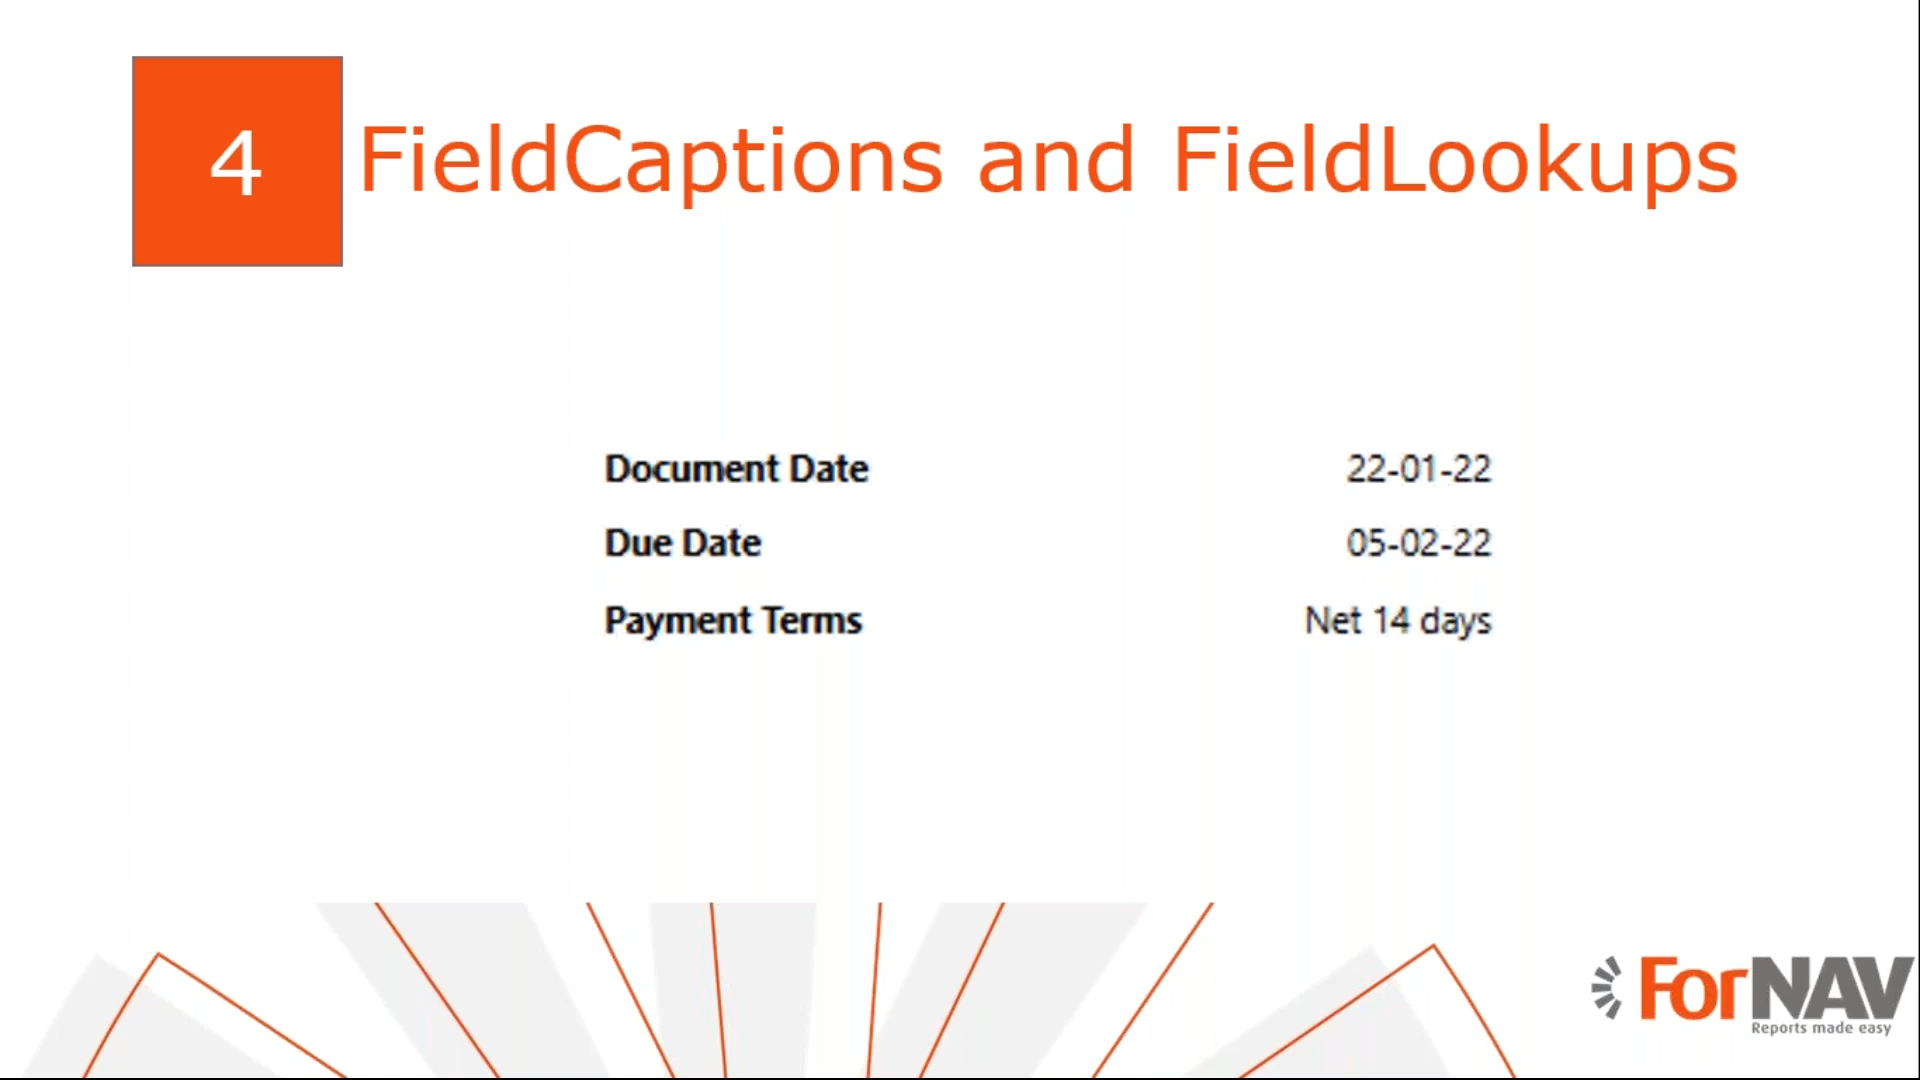 4 FieldCaptions and FieldLookups
Document Date 22-01-22
Due Date 05-02-22
Payment Terms Net 14 days
ForNAV
Reports made easy